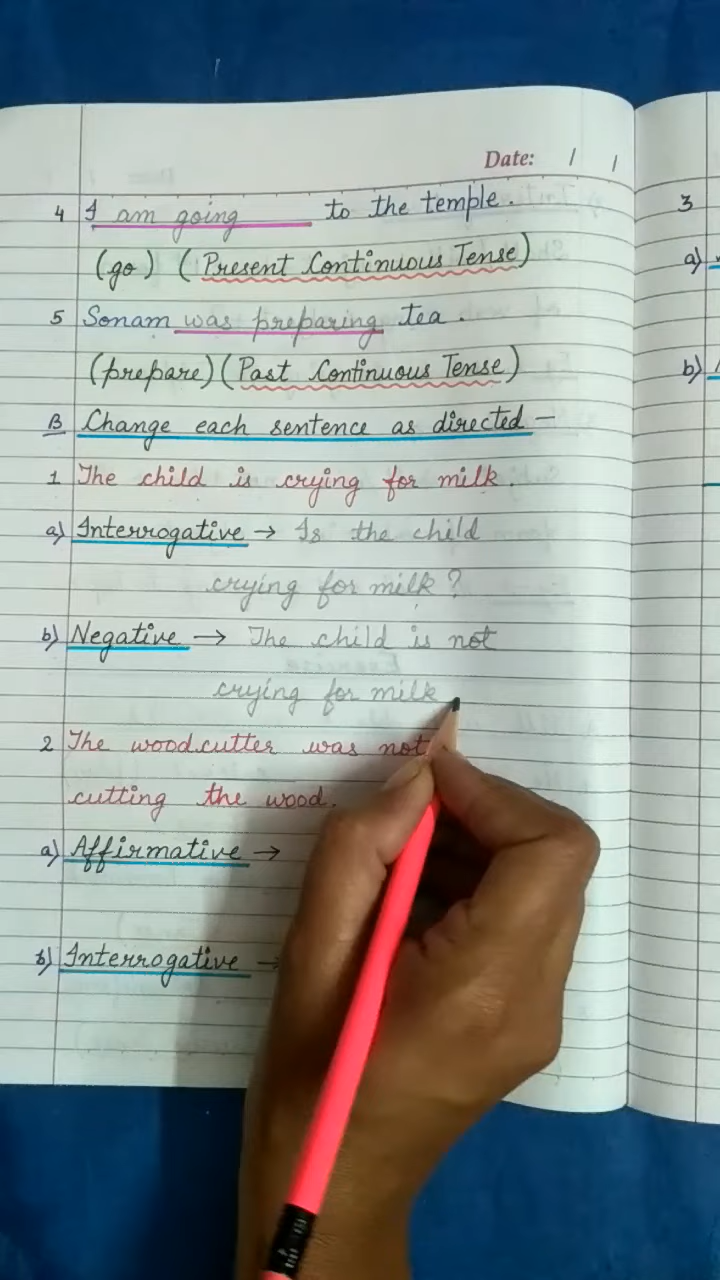 Date: / /
4 I am going to the temple.
(go) (Present Continuous Tense)
5 Sonam was preparing tea.
(prepare) (Past Continuous Tense)
B Change each sentence as directed -
1 The child is crying for milk.
a) Interrogative → Is the child
crying for milk?
b) Negative → The child is not
crying for milk
2 The woodcutter was not
cutting the wood.
a) Affirmative →
b) Interrogative →
3
a)
b)